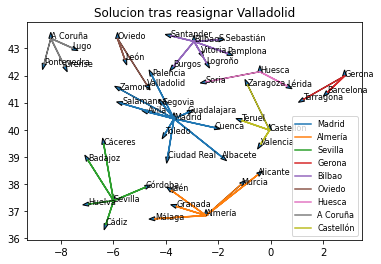 Solucion tras reasignar Valladolid
A Coruña
Oviedo
Santander
Bilbao
S.Sebastián
Lugo
Vitoria
Pamplona
Pontevedra
Orense
León
Burgos
Logroño
Palencia
Huesca
Gerona
Zamora
Valladolid
Soria
Zaragoza
Lérida
Barcelona
Salamanca
Segovia
Tarragona
Ávila
Guadalajara
Madrid
Teruel
Cuenca
Castellón
Toledo
Cáceres
Valencia
Badajoz
Ciudad Real
Albacete
Alicante
Córdoba
Jaén
Murcia
Sevilla
Huelva
Granada
Málaga
Almería
Cádiz
Madrid
Almería
Sevilla
Gerona
Bilbao
Oviedo
Huesca
A Coruña
Castellón
43
42
41
40
39
38
37
36
−8
−6
−4
−2
0
2